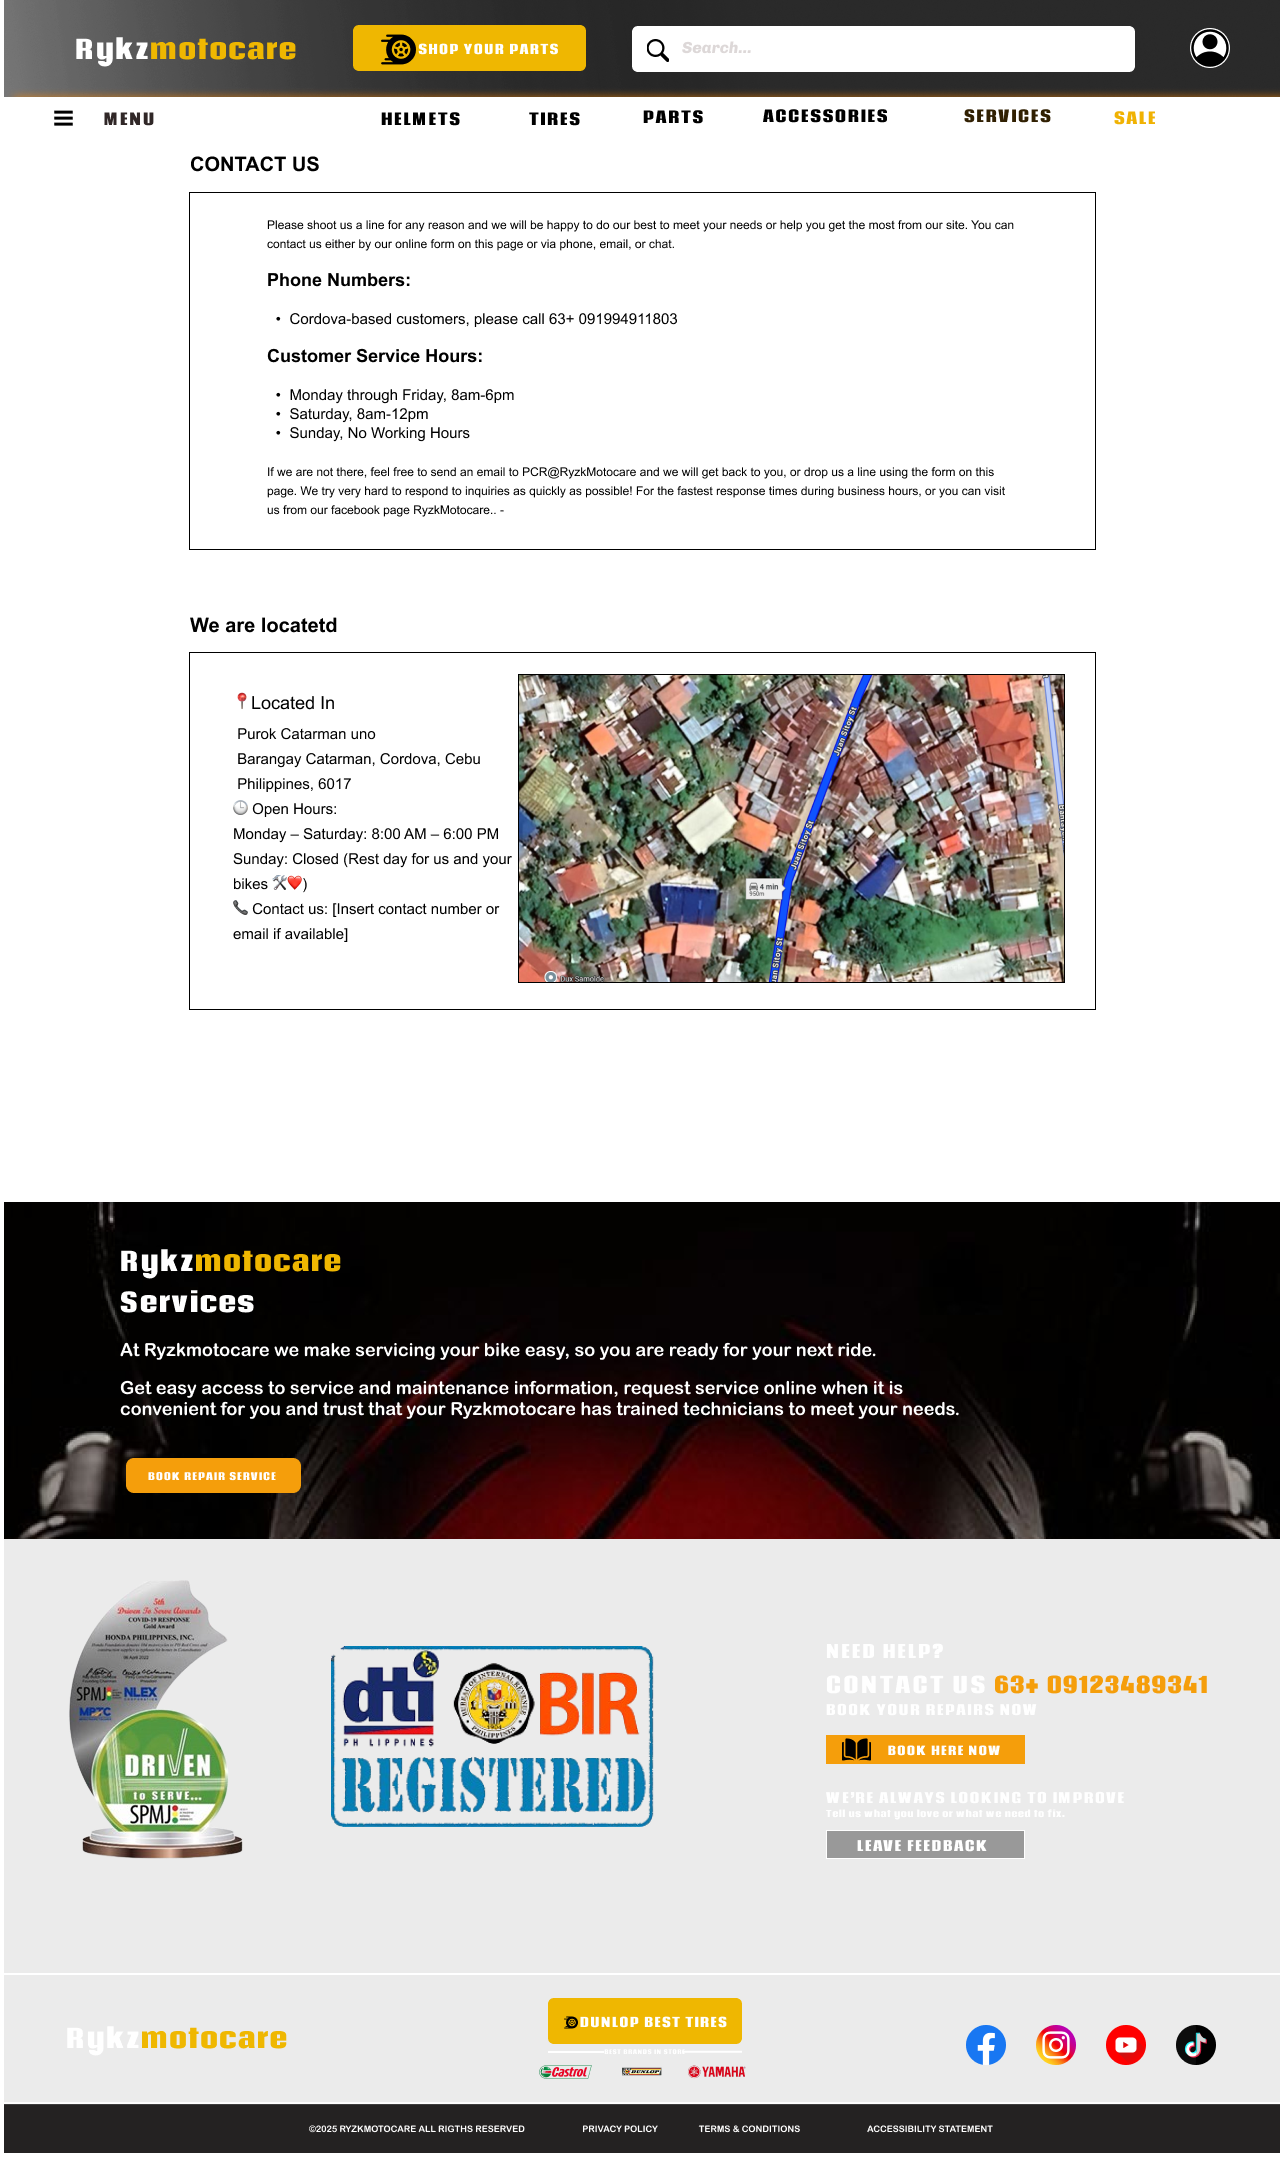 Rykzmotocare
SHOP YOUR PARTS
Search...
MENU
HELMETS
TIRES
PARTS
ACCESSORIES
SERVICES
SALE
CONTACT US
Please shoot us a line for any reason and we will be happy to do our best to meet your needs or help you get the most from our site. You can
contact us either by our online form on this page or via phone, email, or chat.
Phone Numbers:
• Cordova-based customers, please call 63+ 091994911803
Customer Service Hours:
• Monday through Friday, 8am-6pm
• Saturday, 8am-12pm
• Sunday, No Working Hours
If we are not there, feel free to send an email to PCR@RyzkMotocare and we will get back to you, or drop us a line using the form on this
page. We try very hard to respond to inquiries as quickly as possible! For the fastest response times during business hours, or you can visit
us from our facebook page RyzkMotocare.. -
We are locatetd
📍Located In
Purok Catarman uno
Barangay Catarman, Cordova, Cebu
Philippines, 6017
🕒 Open Hours:
Monday – Saturday: 8:00 AM – 6:00 PM
Sunday: Closed (Rest day for us and your
bikes 🛠️❤️)
📞 Contact us: [Insert contact number or
email if available]
Juan Sitoy St
Juan Sitoy St
4 min
950m
an Sitoy St
Dux Samolde
Rykzmotocare
Services
At Ryzkmotocare we make servicing your bike easy, so you are ready for your next ride.
Get easy access to service and maintenance information, request service online when it is
convenient for you and trust that your Ryzkmotocare has trained technicians to meet your needs.
BOOK REPAIR SERVICE
5th
Driven To Serve Awards
COVID-19 RESPONSE
Gold Award
HONDA PHILIPPINES, INC.
SPMJ
NLEX
CORPORATION
MPTC
DRIVEN
to SERVE...
SPMJ
dti
PH LIPPINES
BUREAU OF INTERNAL REVENUE
1904
PHILIPPINES
BIR
REGISTERED
NEED HELP?
CONTACT US 63+ 09123489341
BOOK YOUR REPAIRS NOW
BOOK HERE NOW
WE'RE ALWAYS LOOKING TO IMPROVE
Tell us what you love or what we need to fix.
LEAVE FEEDBACK
Rykzmotocare
DUNLOP BEST TIRES
BEST BRANDS IN STOCK
Castrol
DUNLOP
YAMAHA
©2025 RYZKMOTOCARE ALL RIGTHS RESERVED
PRIVACY POLICY
TERMS & CONDITIONS
ACCESSIBILITY STATEMENT